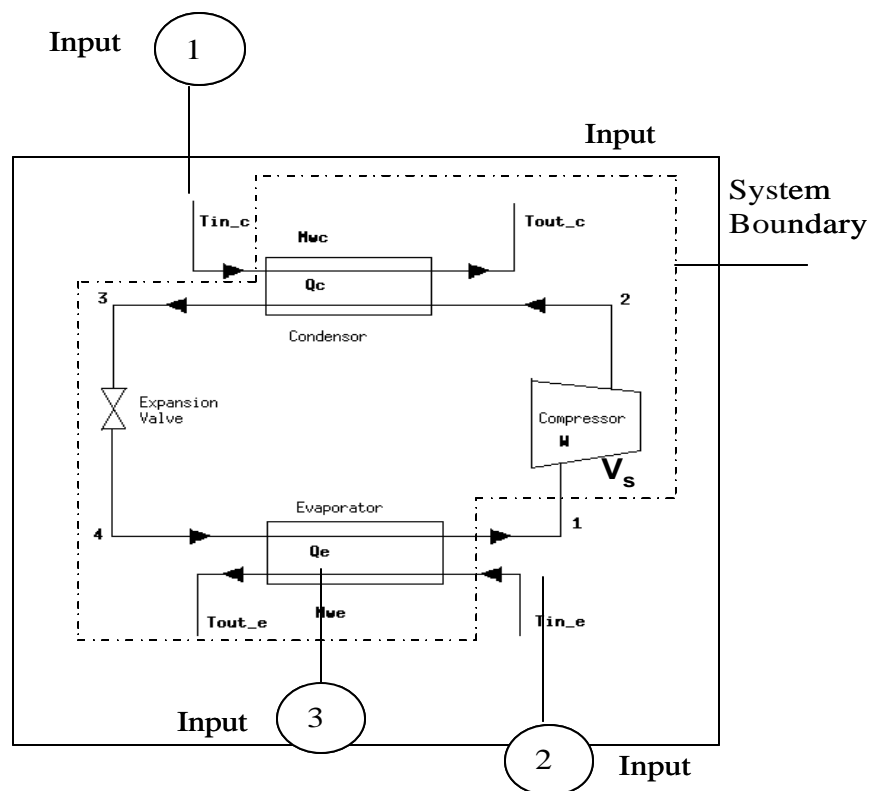 Input
1
Input
System
Boundary
Tin_c
Tout_c
Mwc
Qc
3
2
Condensor
Expansion
Valve
Compressor
W
Vs
Evaporator
4
1
Qe
Tout_e
Mwe
Tin_e
Input
3
2
Input